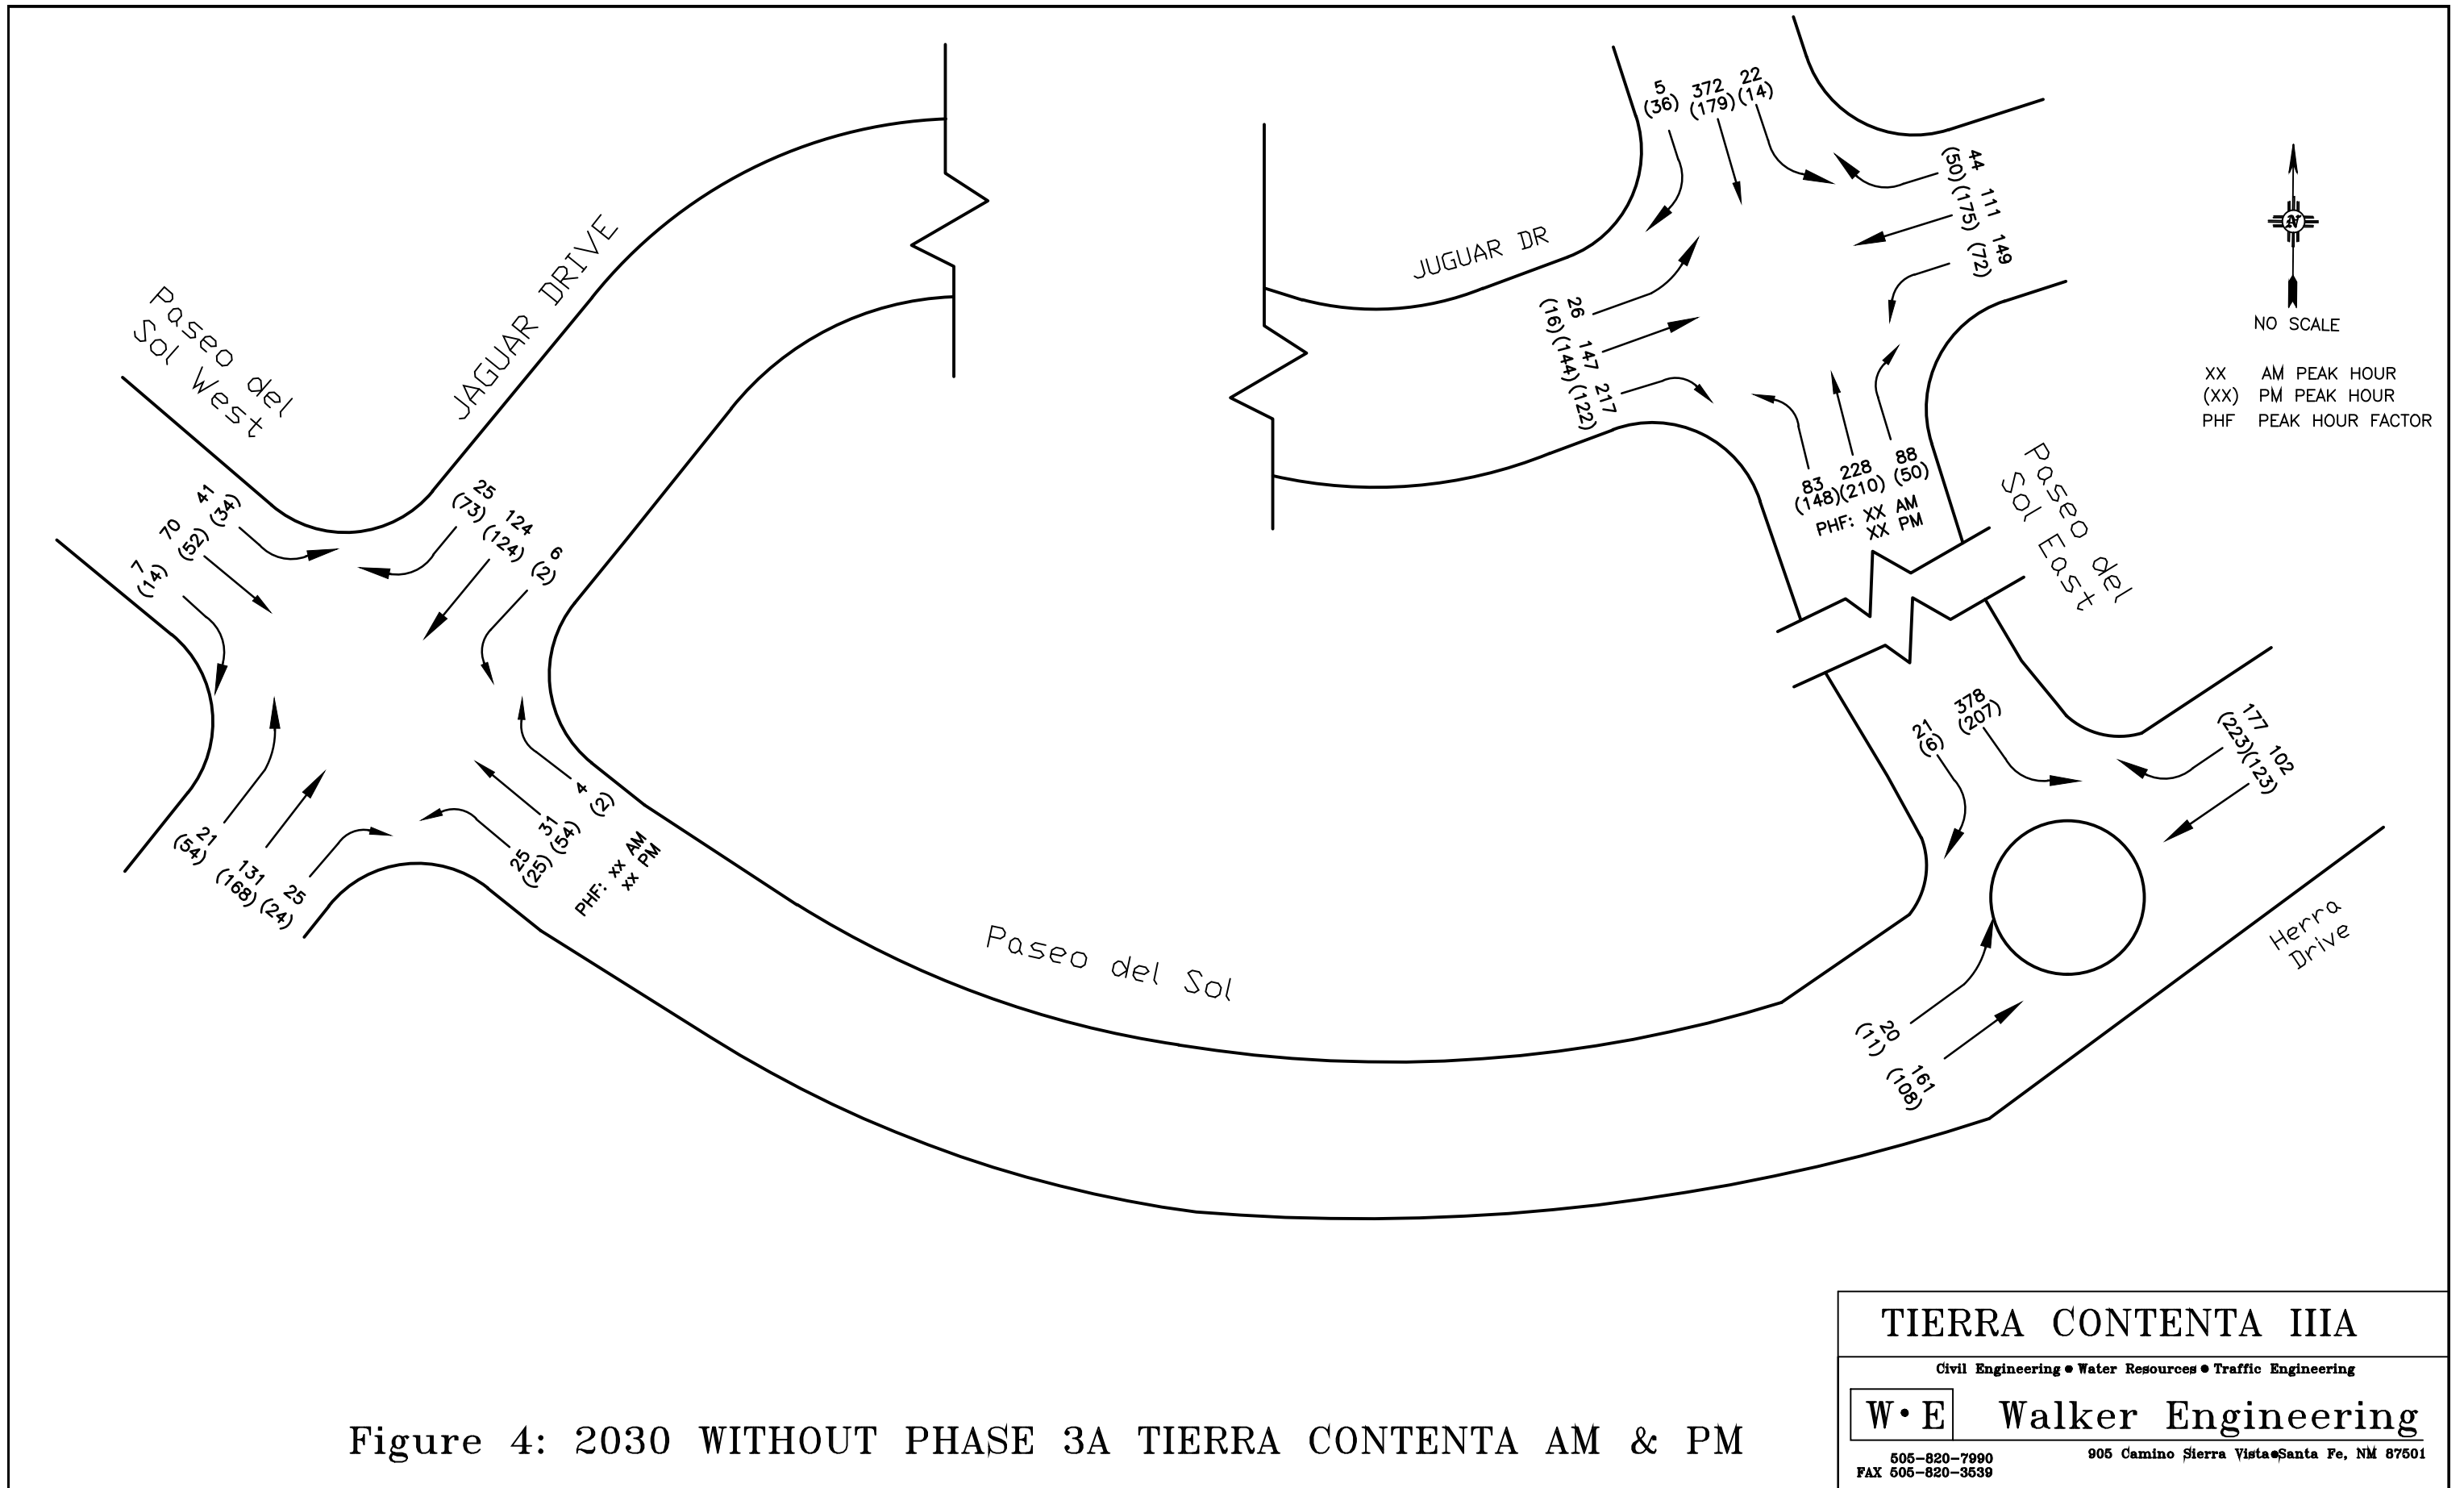 Paseo del
Sol West
JAGUAR DRIVE
41
(34)
70
(52)
7
(14)
25
(73)
124
(124)
6
(2)
21
(54)
131
(168)
25
(24)
4
(2)
31
(54)
25
(25)
PHF: xx AM
xx PM
Paseo del Sol
JUGUAR DR
5
(36)
372
(179)
22
(14)
44
(50)
111
(175)
149
(72)
26
(16)
147
(144)
217
(122)
83
(148)
228
(210)
88
(50)
PHF: XX AM
XX PM
Paseo del
Sol East
N
NO SCALE
XX AM PEAK HOUR
(XX) PM PEAK HOUR
PHF PEAK HOUR FACTOR
21
(6)
378
(207)
177
(223)
102
(123)
20
(11)
161
(108)
Herra
Drive
TIERRA CONTENTA IIIA
Civil Engineering • Water Resources • Traffic Engineering
W•E Walker Engineering
505-820-7990
FAX 505-820-3539
905 Camino Sierra Vista•Santa Fe, NM 87501
Figure 4: 2030 WITHOUT PHASE 3A TIERRA CONTENTA AM & PM